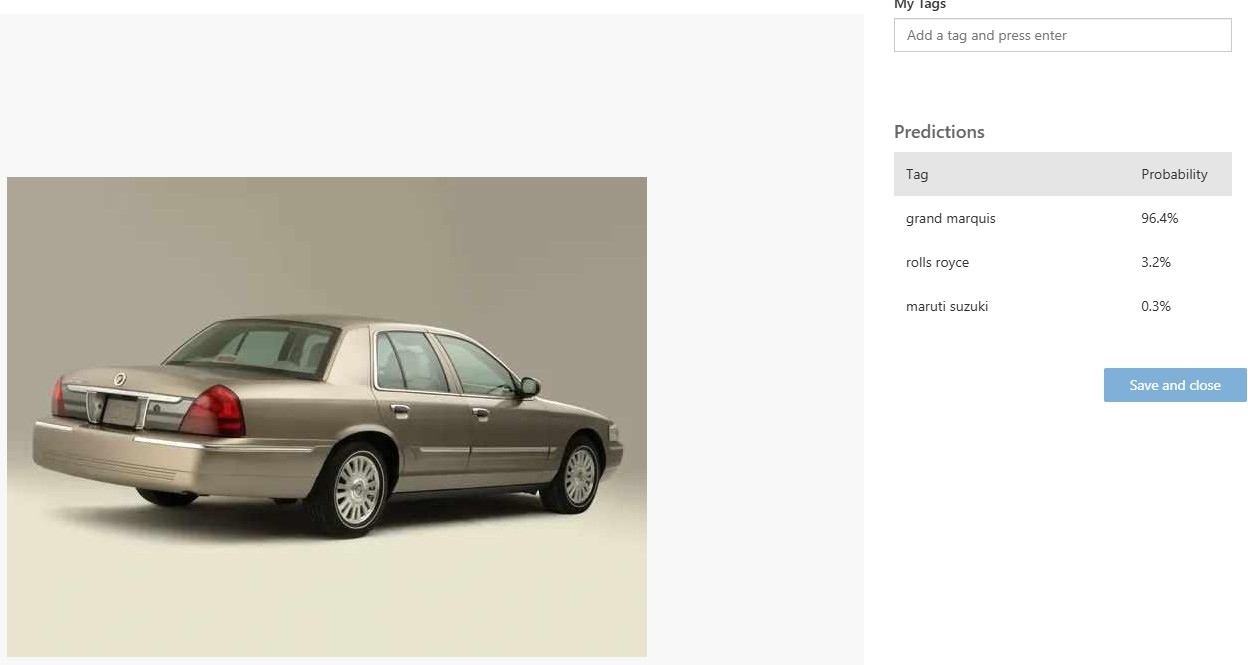 My Tags
Add a tag and press enter
Predictions
Tag Probability
grand marquis 96.4%
rolls royce 3.2%
maruti suzuki 0.3%
Save and close